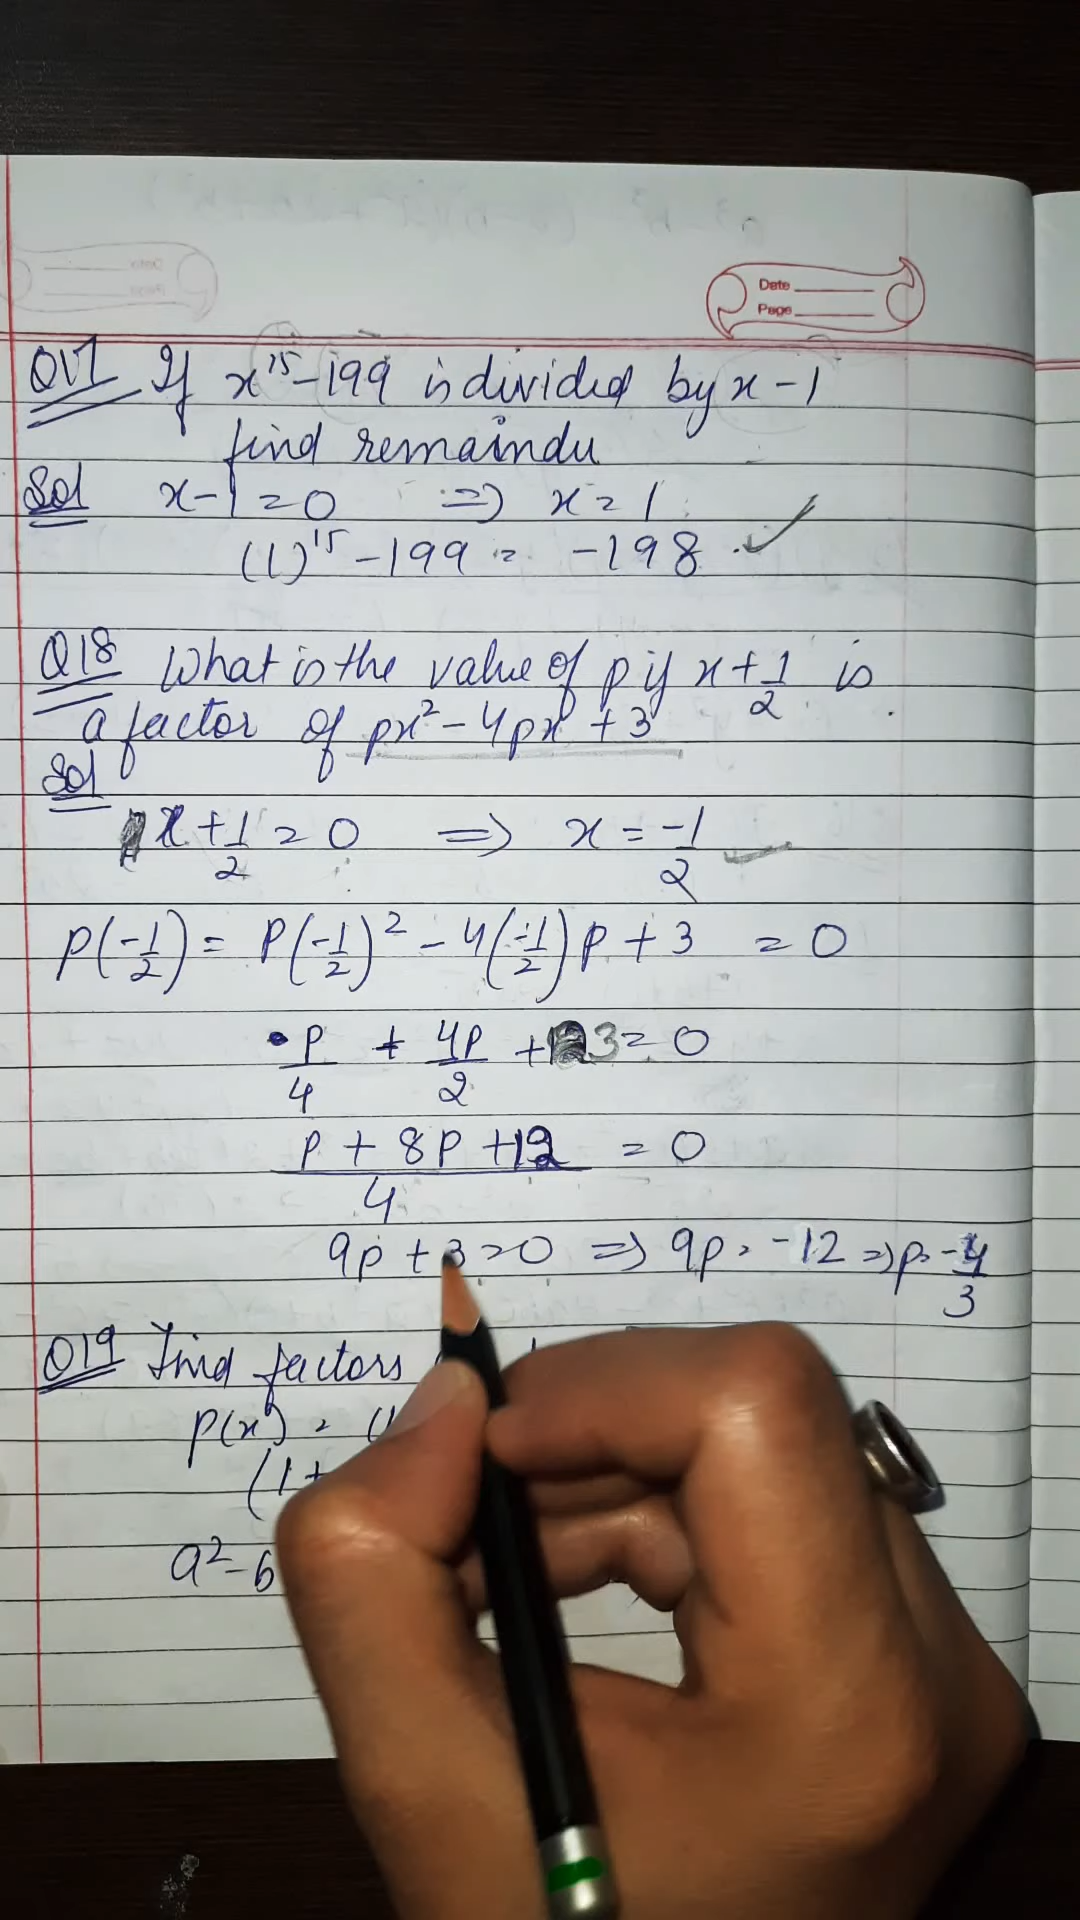 Date
Page
Q17 If x¹⁵-199 is divided by x-1
find remainder
Sol x-1=0 => x=1
(1)¹⁵-199= -198
Q18 What is the value of p if x+1/2 is
a factor of px²-4px+3
Sol
x+1/2=0 => x=-1/2
P(-1/2)= P(-1/2)²-4(-1/2)p+3 =0
P/4 + 4P/2 +3=0
P+8P+12/4 =0
9p+3=0 => 9p=-12=>p=-4/3
Q19 Find factors
p(x)=
(1+
a²-b